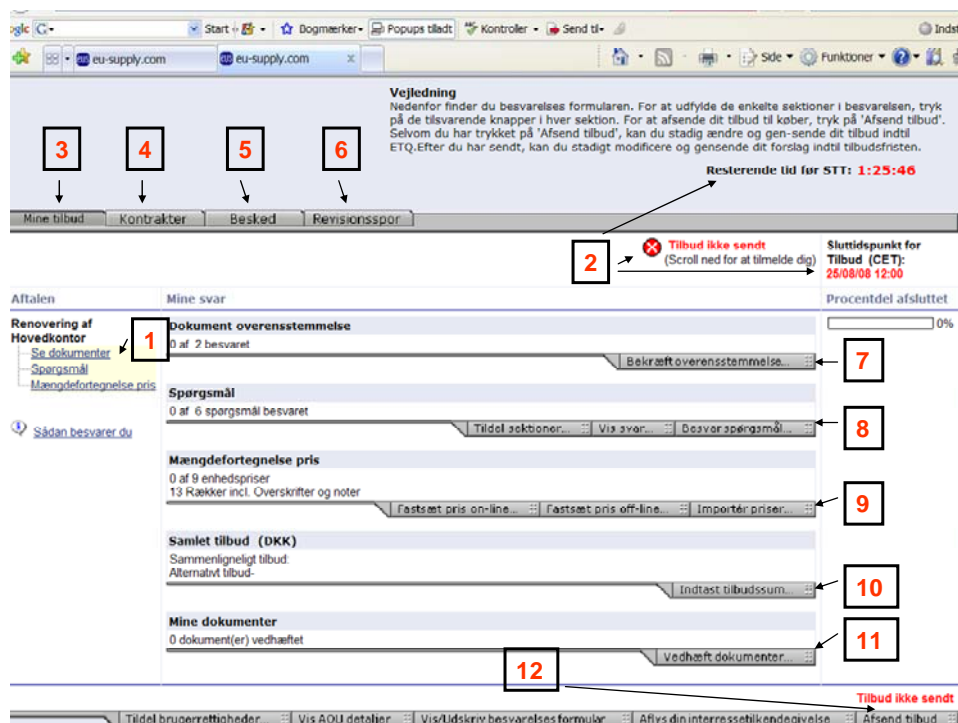 Start
Dogmærker
Popups tilladt
Kontroller
Send til
Indst
eu-supply.com
eu-supply.com
x
Side
Funktioner
Vejledning
Nedenfor finder du besvarelses formularen. For at udfylde de enkelte sektioner i besvarelsen, tryk
på de tilsvarende knapper i hver sektion. For at afsende dit tilbud til køber, tryk på 'Afsend tilbud'.
Selvom du har trykket på 'Afsend tilbud', kan du stadig ændre og gen-sende dit tilbud indtil
ETQ.Efter du har sendt, kan du stadigt modificere og gensende dit forslag indtil tilbudsfristen.
3
4
5
6
Resterende tid før STT: 1:25:46
Mine tilbud
Kontrakter
Besked
Revisionsspor
2
Tilbud ikke sendt
(Scroll ned for at tilmelde dig)
Sluttidspunkt for
Tilbud (CET):
25/08/08 12:00
Aftalen
Mine svar
Procentdel afsluttet
Renovering af
Hovedkontor
Se dokumenter
Spørgsmål
Mængdefortegnelse pris
Sådan besvarer du
1
Dokument overensstemmelse
0 af 2 besvaret
0%
Bekræft overensstemmelse...
7
Spørgsmål
0 af 6 spørgsmål besvaret
Tildel sektioner...
Vis svar...
Besvar spørgsmål...
8
Mængdefortegnelse pris
0 af 9 enhedspriser
13 Rækker incl. Overskrifter og noter
Fastsæt pris on-line...
Fastsæt pris off-line...
Importér priser...
9
Samlet tilbud (DKK)
Sammenligneligt tilbud:
Alternativt tilbud-
Indtast tilbudssum...
10
Mine dokumenter
0 dokument(er) vedhæftet
Vedhæft dokumenter...
11
12
Tilbud ikke sendt
Tildel brugerrettigheder...
Vis AOU detaljer
Vis/Udskriv besvarelsesformular
Aflys din interressetilkendegivelse
Afsend tilbud